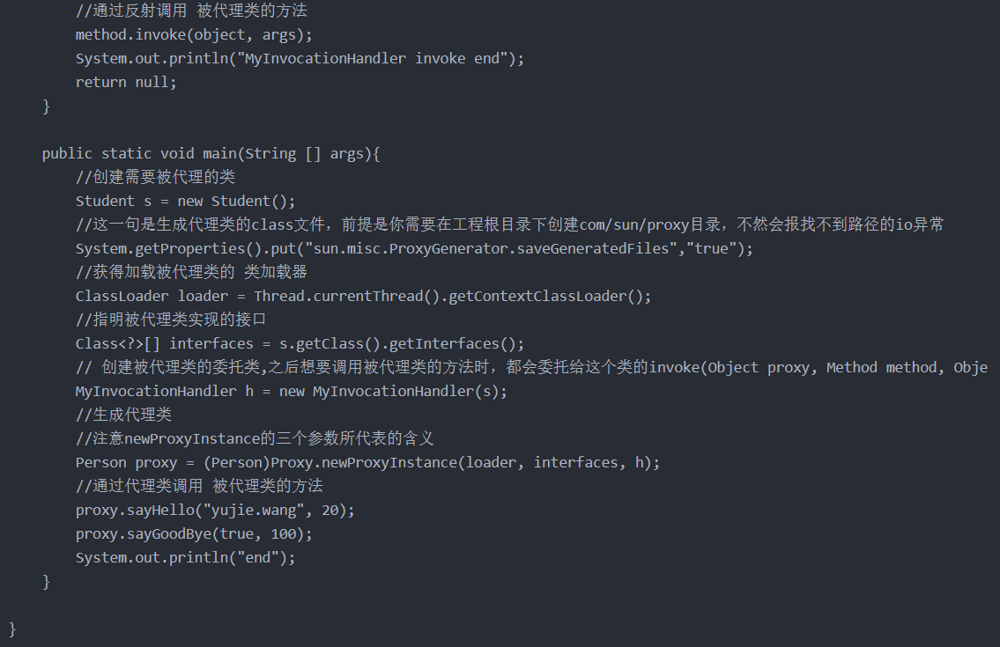 //通过反射调用 被代理类的方法
method.invoke(object, args);
System.out.println("MyInvocationHandler invoke end");
return null;
}
public static void main(String [] args){
//创建需要被代理的类
Student s = new Student();
//这一句是生成代理类的class文件，前提是你需要在工程根目录下创建com/sun/proxy目录，不然会报找不到路径的io异常
System.getProperties().put("sun.misc.ProxyGenerator.saveGeneratedFiles","true");
//获得加载被代理类的 类加载器
ClassLoader loader = Thread.currentThread().getContextClassLoader();
//指明被代理类实现的接口
Class<?>[] interfaces = s.getClass().getInterfaces();
// 创建被代理类的委托类,之后想要调用被代理类的方法时，都会委托给这个类的invoke(Object proxy, Method method, Obje
MyInvocationHandler h = new MyInvocationHandler(s);
//生成代理类
//注意newProxyInstance的三个参数所代表的含义
Person proxy = (Person)Proxy.newProxyInstance(loader, interfaces, h);
//通过代理类调用 被代理类的方法
proxy.sayHello("yujie.wang", 20);
proxy.sayGoodBye(true, 100);
System.out.println("end");
}
}